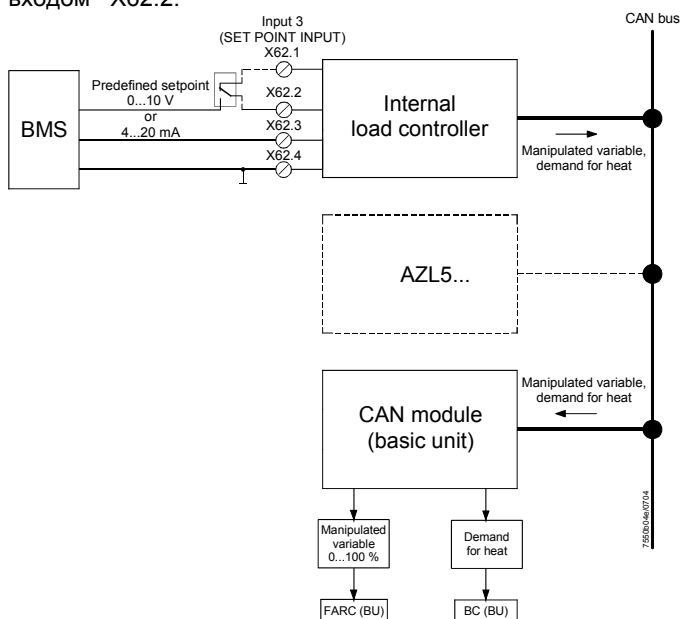 входом "X62.2.
CAN bus
Input 3
(SET POINT INPUT)
X62.1
Predefined setpoint
0...10 V
or
4...20 mA
X62.2
X62.3
X62.4
BMS
Internal
load controller
Manipulated variable,
demand for heat
AZL5...
Manipulated variable,
demand for heat
CAN module
(basic unit)
Manipulated
variable
0...100 %
Demand
for heat
FARC (BU)
BC (BU)
7550b04e/0704